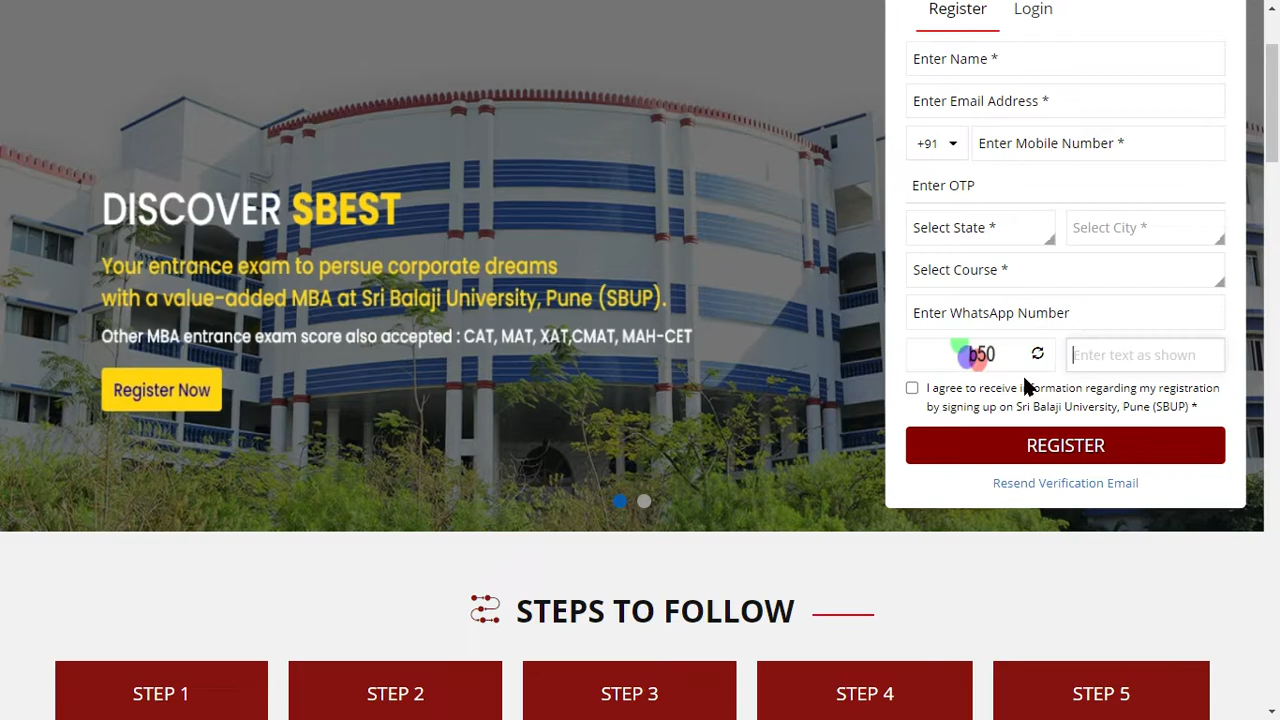 Register Login
Enter Name *
Enter Email Address *
+91 Enter Mobile Number *
Enter OTP
Select State * Select City *
Select Course *
Enter WhatsApp Number
b50 Enter text as shown
I agree to receive information regarding my registration
by signing up on Sri Balaji University, Pune (SBUP) *
REGISTER
Resend Verification Email
DISCOVER SBEST
Your entrance exam to persue corporate dreams
with a value-added MBA at Sri Balaji University, Pune (SBUP).
Other MBA entrance exam score also accepted : CAT, MAT, XAT,CMAT, MAH-CET
Register Now
STEPS TO FOLLOW
STEP 1 STEP 2 STEP 3 STEP 4 STEP 5